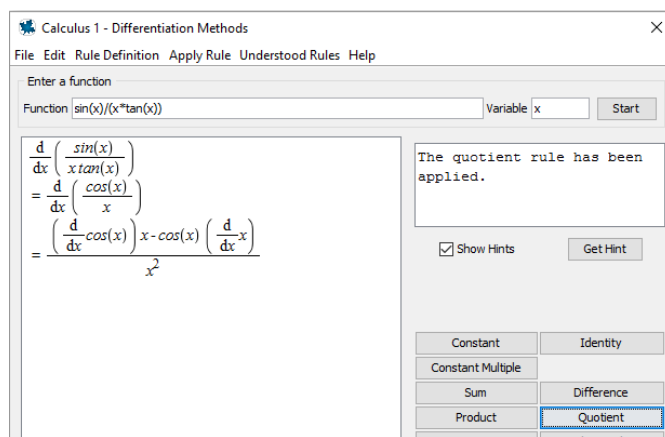 Calculus 1 - Differentiation Methods
File Edit Rule Definition Apply Rule Understood Rules Help
Enter a function
Function sin(x)/(x*tan(x)) Variable x Start
d/dx ( sin(x) / x tan(x) )
= d/dx ( cos(x) / x )
= ( ( d/dx cos(x) ) x - cos(x) ( d/dx x ) ) / x^2
The quotient rule has been
applied.
Show Hints Get Hint
Constant Identity
Constant Multiple
Sum Difference
Product Quotient